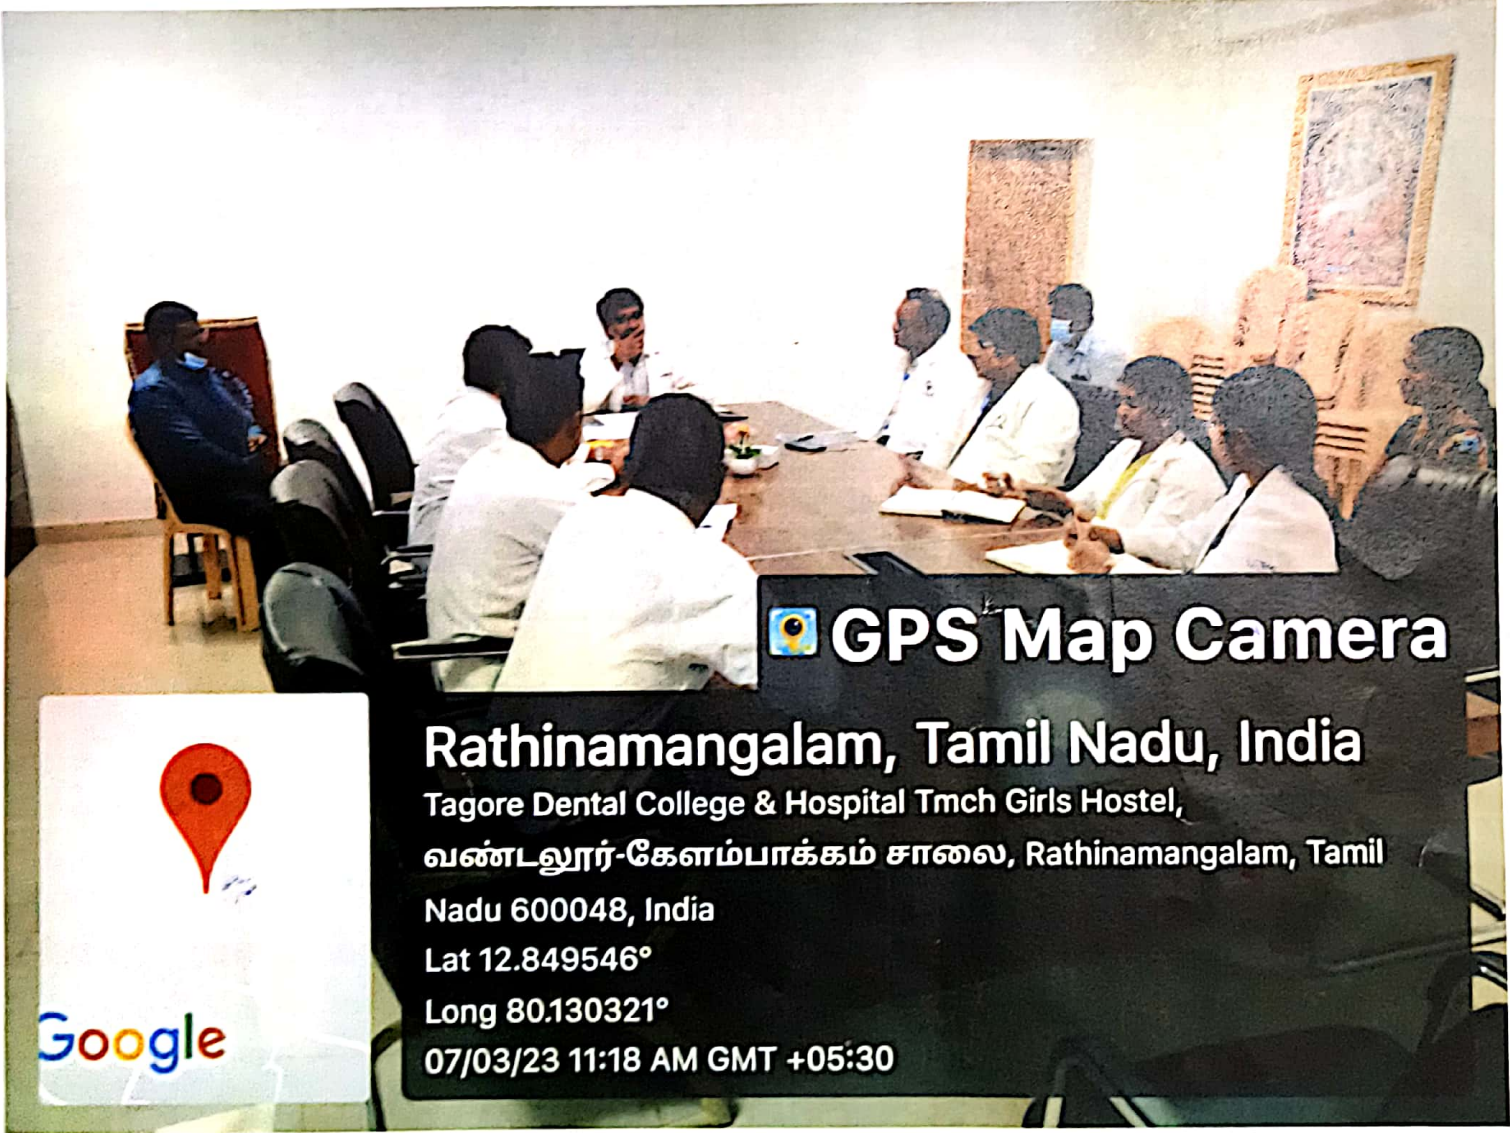 GPS Map Camera
Rathinamangalam, Tamil Nadu, India
Tagore Dental College & Hospital Tmch Girls Hostel,
வண்டலூர்-கேளம்பாக்கம் சாலை, Rathinamangalam, Tamil
Nadu 600048, India
Lat 12.849546°
Long 80.130321°
07/03/23 11:18 AM GMT +05:30
Google